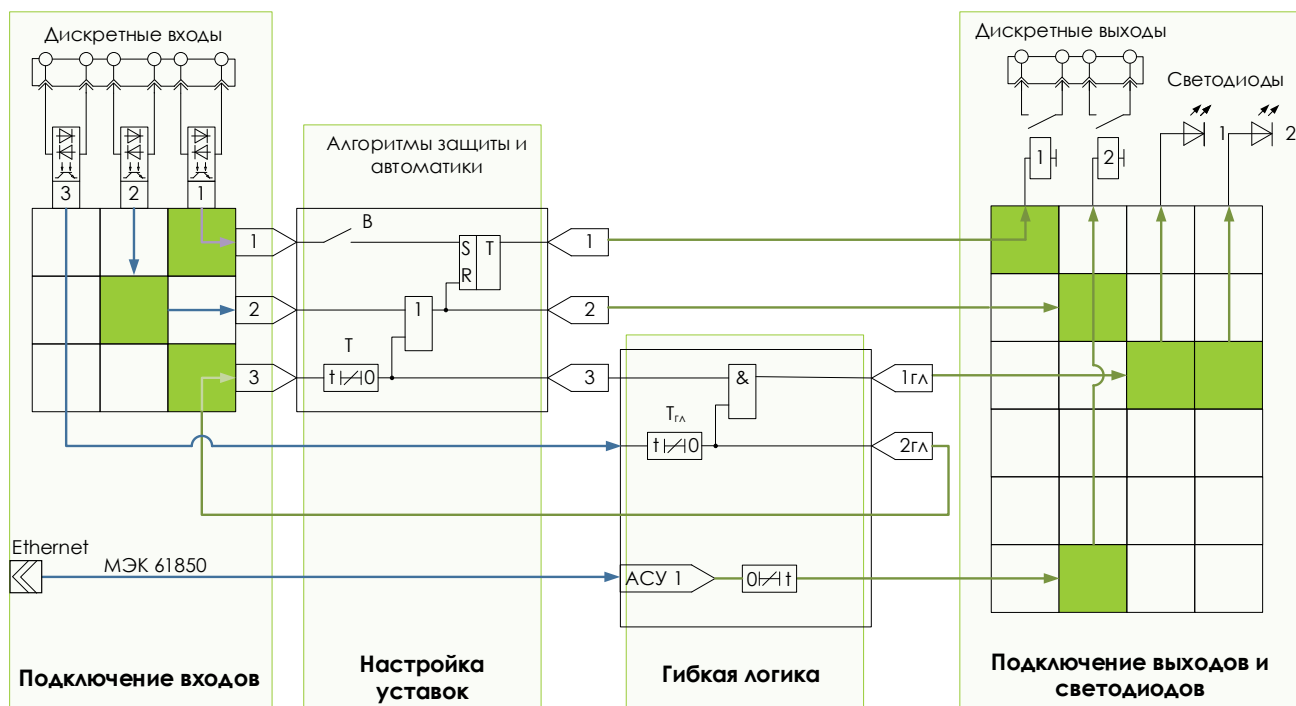 Дискретные входы
3
2
1
1
2
3
Алгоритмы защиты и
автоматики
В
S
T
R
1
T
t
0
1
2
3
&
Tгл
t
0
1гл
2гл
Ethernet
МЭК 61850
АСУ 1
0
t
Дискретные выходы
Светодиоды
1
2
1
2
Подключение входов
Настройка
уставок
Гибкая логика
Подключение выходов и
светодиодов